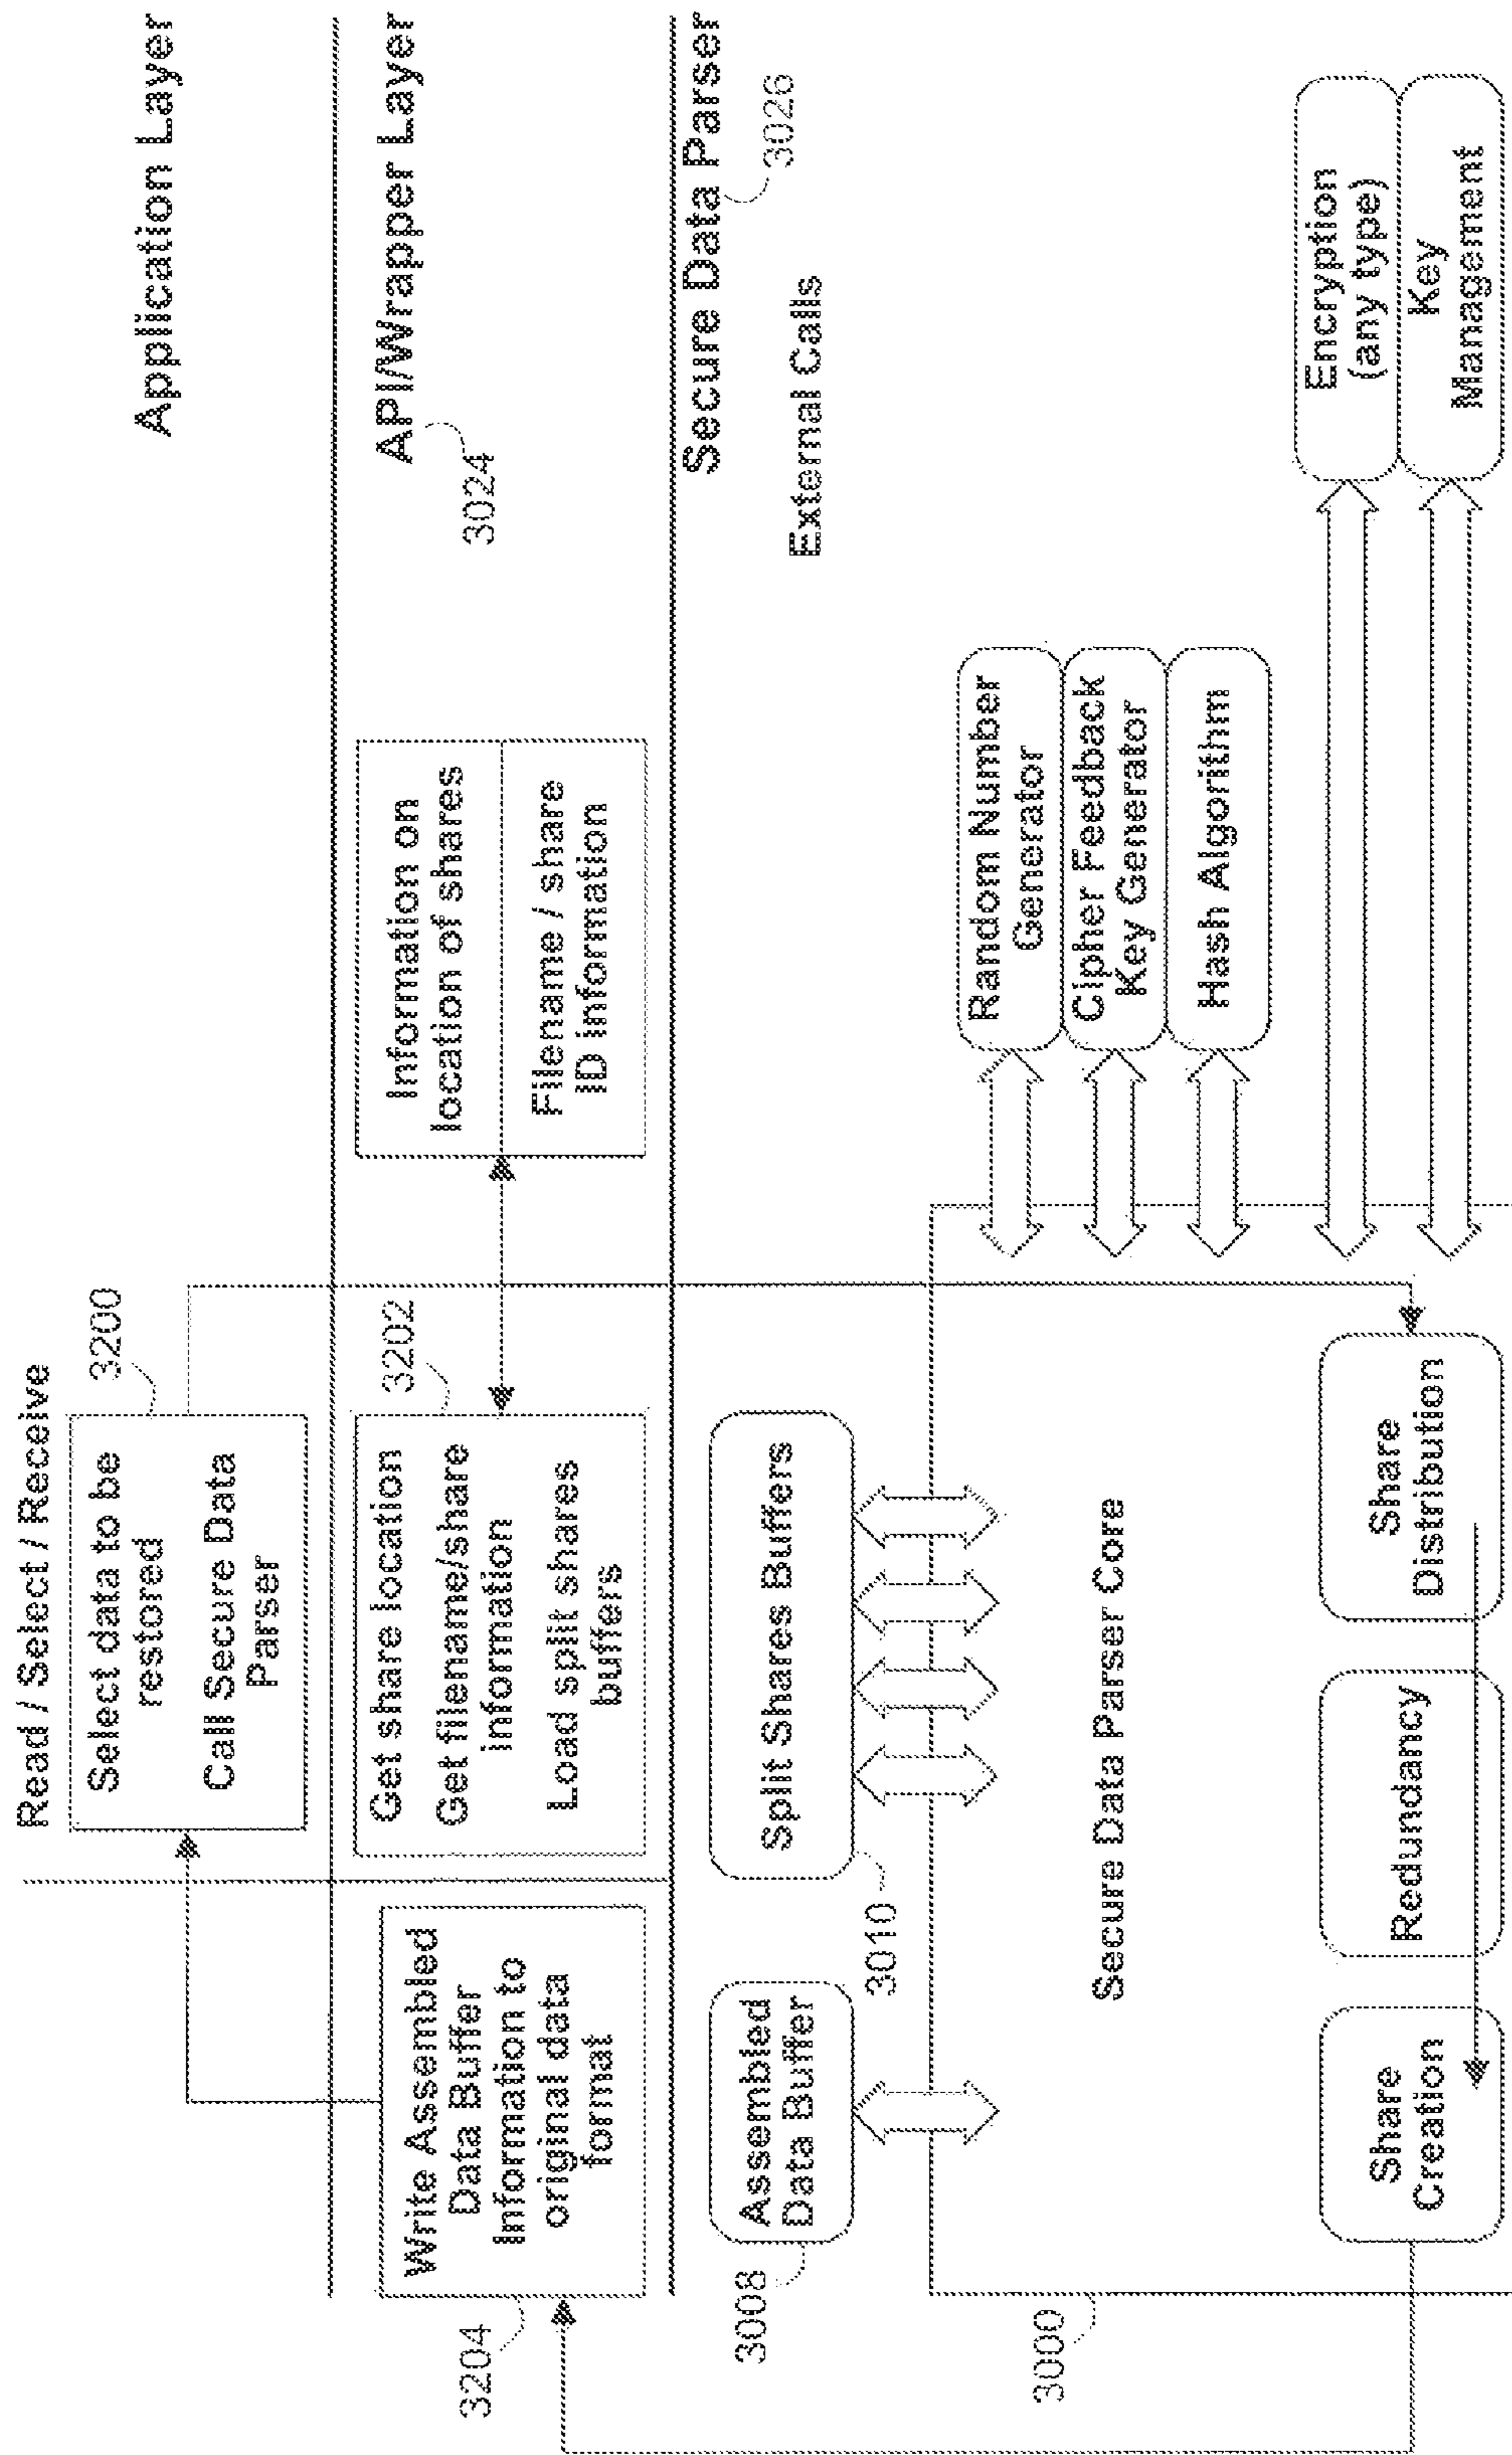 Read / Select / Receive
Application Layer
3200
Select data to be
restored
Call Secure Data
Parser
API/Wrapper Layer
3024
3204
Write Assembled
Data Buffer
Information to
original data
format
3202
Get share location
Get filename/share
information
Load split shares
buffers
Information on
location of shares
Filename / share
ID information
Secure Data Parser
3026
External Calls
3008
Assembled
Data Buffer
3010
Split Shares Buffers
3000
Secure Data Parser Core
Random Number
Generator
Cipher Feedback
Key Generator
Hash Algorithm
Encryption
(any type)
Key
Management
Share
Creation
Redundancy
Share
Distribution